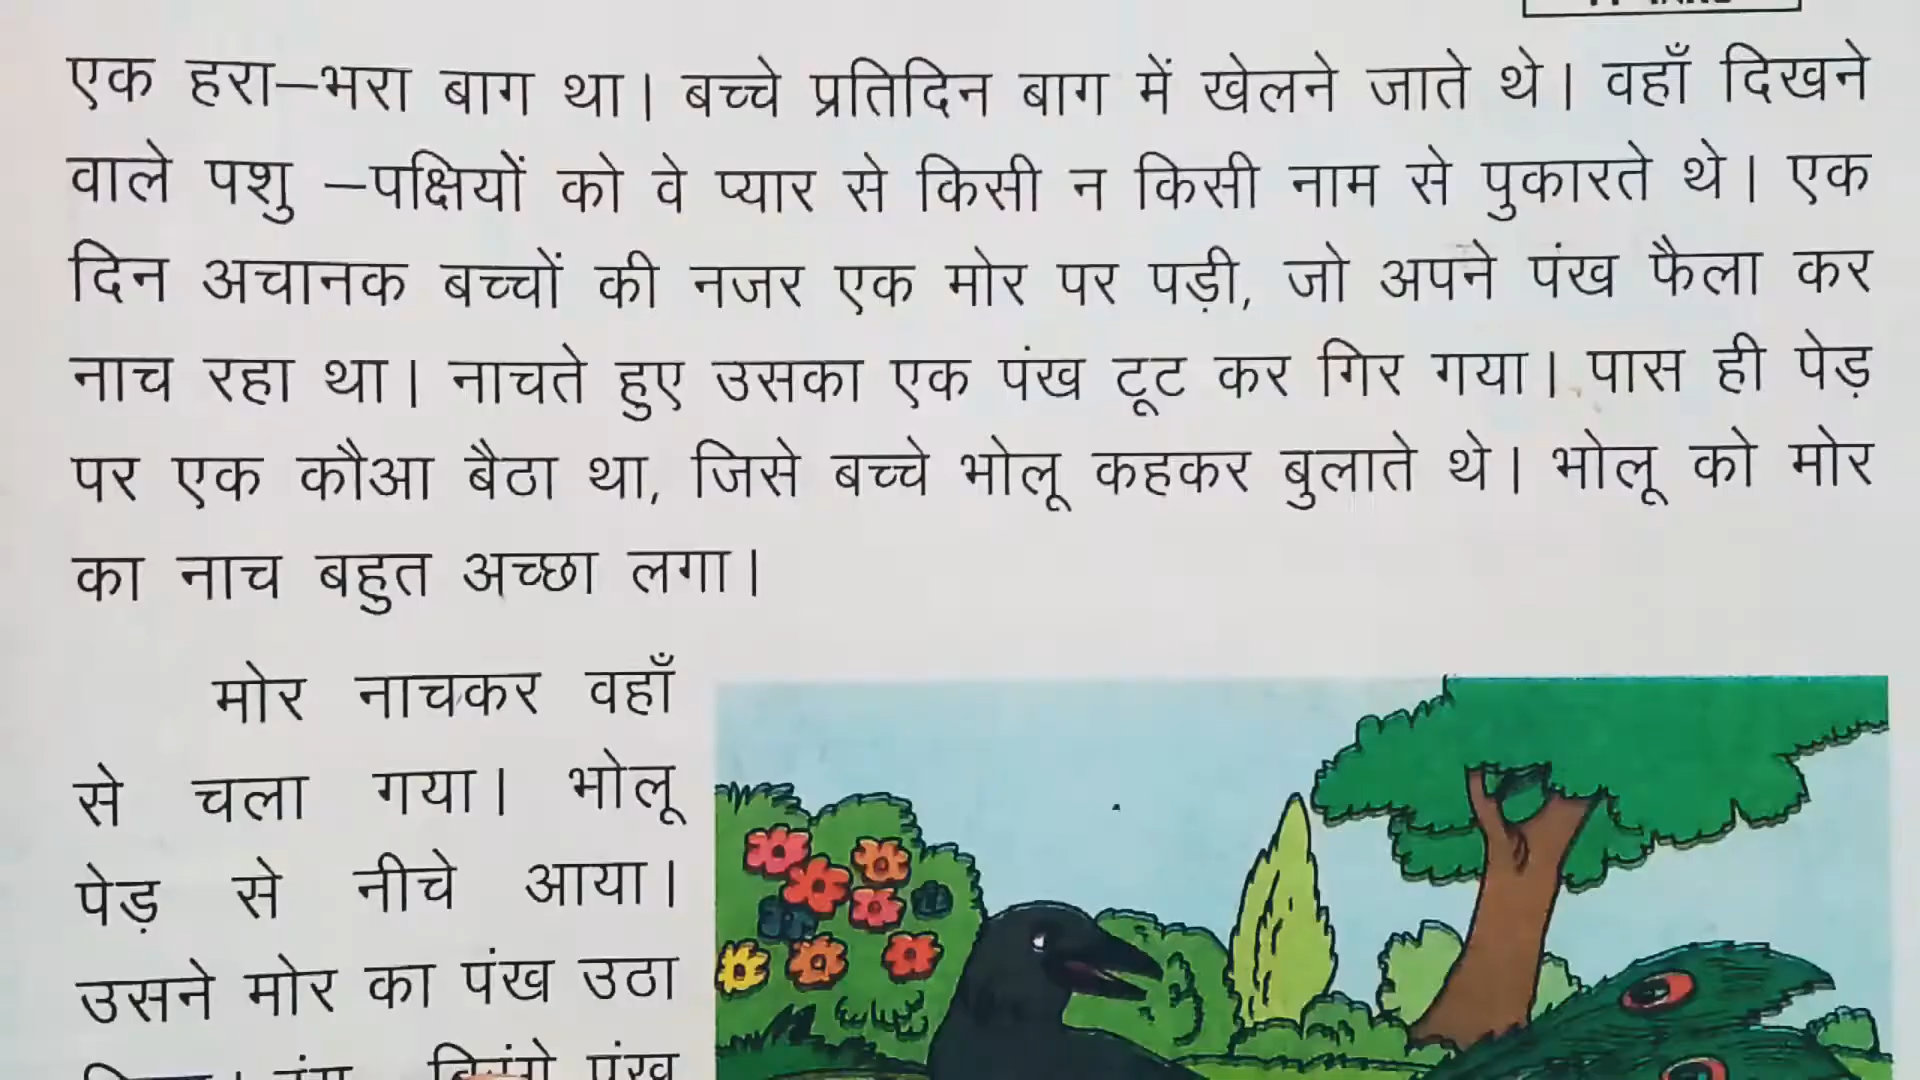 एक हरा–भरा बाग था। बच्चे प्रतिदिन बाग में खेलने जाते थे। वहाँ दिखने
वाले पशु –पक्षियों को वे प्यार से किसी न किसी नाम से पुकारते थे। एक
दिन अचानक बच्चों की नजर एक मोर पर पड़ी, जो अपने पंख फैला कर
नाच रहा था। नाचते हुए उसका एक पंख टूट कर गिर गया। पास ही पेड़
पर एक कौआ बैठा था, जिसे बच्चे भोलू कहकर बुलाते थे। भोलू को मोर
का नाच बहुत अच्छा लगा।
मोर नाचकर वहाँ
से चला गया। भोलू
पेड़ से नीचे आया।
उसने मोर का पंख उठा
पंख